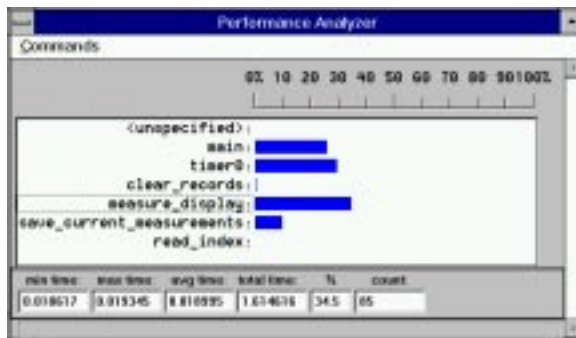 Performance Analyzer
Commands
0% 10 20 30 40 50 60 70 80 90100%
<unspecified>:
main:
timer0:
clear_records:
measure_display:
save_current_measurements:
read_index:
min time: max time: avg time: total time: % count:
0.018617 0.019345 0.018995 1.614616 34.5 85